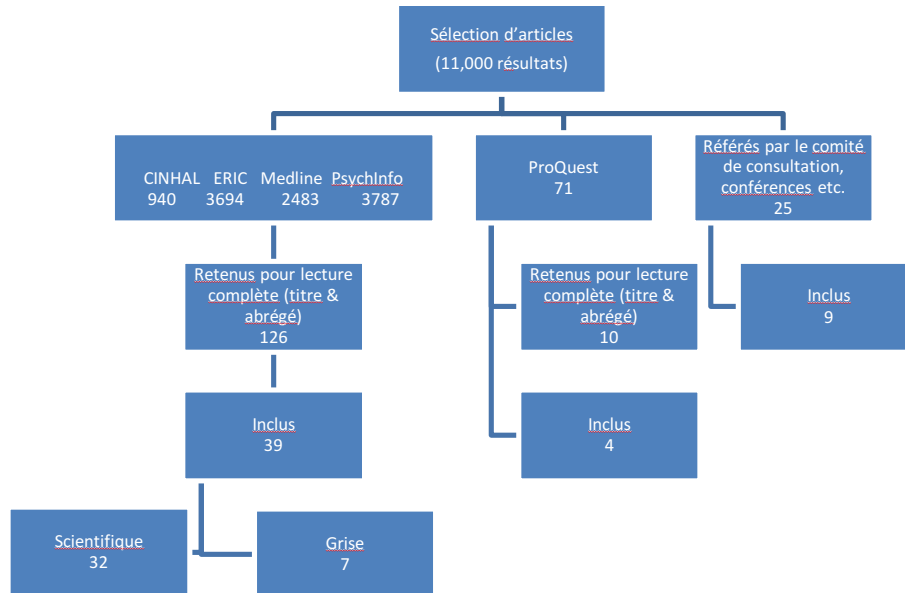 Sélection d'articles
(11,000 résultats)
CINHAL ERIC Medline PsychInfo
940 3694 2483 3787
ProQuest
71
Référés par le comité
de consultation,
conférences etc.
25
Retenus pour lecture
complète (titre &
abrégé)
126
Retenus pour lecture
complète (titre &
abrégé)
10
Inclus
9
Inclus
39
Inclus
4
Scientifique
32
Grise
7